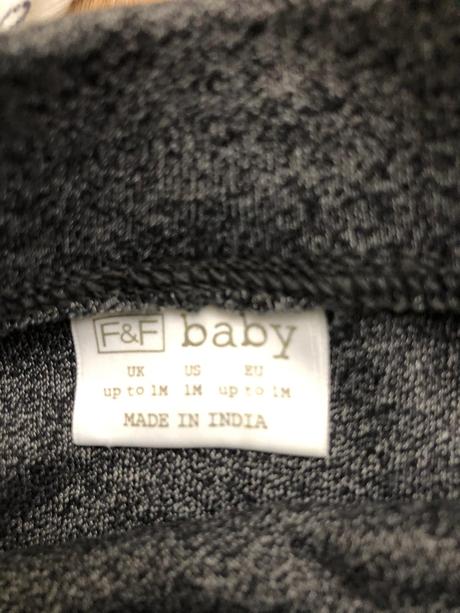 F&F baby
UK US EU
up to 1M 1M up to 1M
MADE IN INDIA